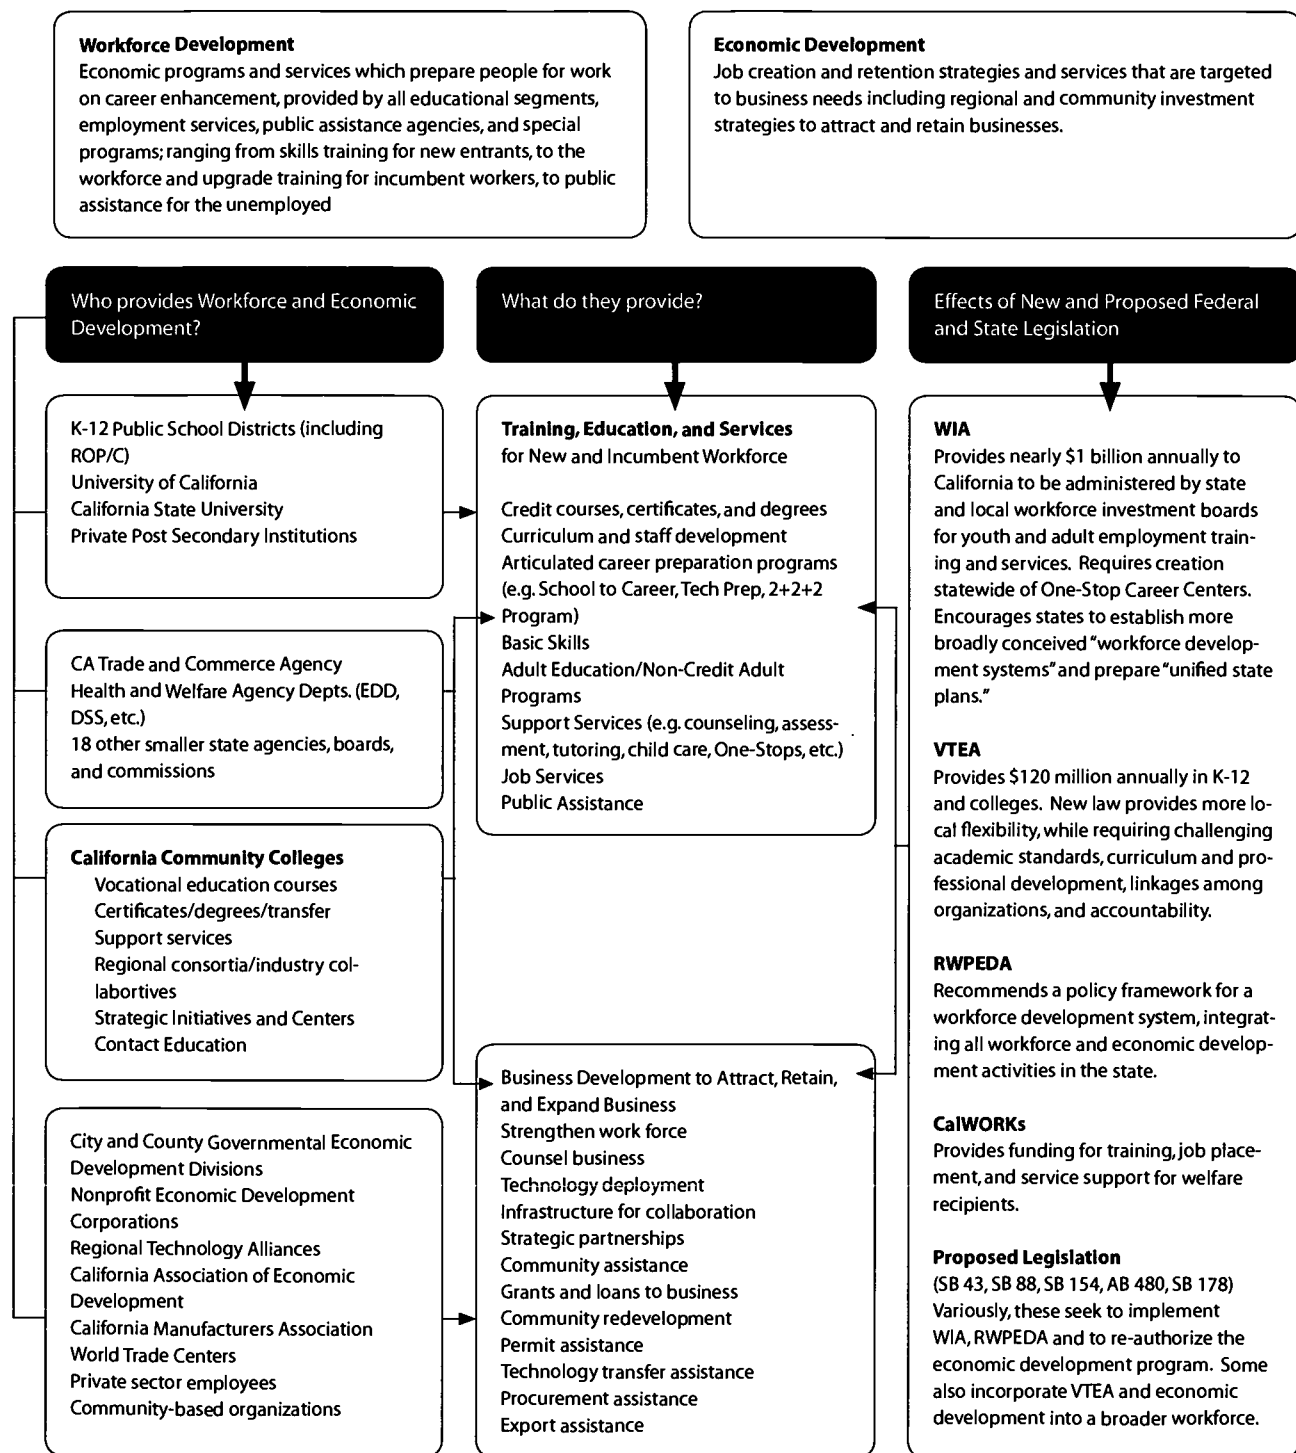 Workforce Development
Economic programs and services which prepare people for work
on career enhancement, provided by all educational segments,
employment services, public assistance agencies, and special
programs; ranging from skills training for new entrants, to the
workforce and upgrade training for incumbent workers, to public
assistance for the unemployed
Economic Development
Job creation and retention strategies and services that are targeted
to business needs including regional and community investment
strategies to attract and retain businesses.
Who provides Workforce and Economic
Development?
K-12 Public School Districts (including
ROP/C)
University of California
California State University
Private Post Secondary Institutions
CA Trade and Commerce Agency
Health and Welfare Agency Depts. (EDD,
DSS, etc.)
18 other smaller state agencies, boards,
and commissions
California Community Colleges
Vocational education courses
Certificates/degrees/transfer
Support services
Regional consortia/industry col-
labortives
Strategic Initiatives and Centers
Contact Education
City and County Governmental Economic
Development Divisions
Nonprofit Economic Development
Corporations
Regional Technology Alliances
California Association of Economic
Development
California Manufacturers Association
World Trade Centers
Private sector employees
Community-based organizations
What do they provide?
Training, Education, and Services
for New and Incumbent Workforce
Credit courses, certificates, and degrees
Curriculum and staff development
Articulated career preparation programs
(e.g. School to Career, Tech Prep, 2+2+2
Program)
Basic Skills
Adult Education/Non-Credit Adult
Programs
Support Services (e.g. counseling, assess-
ment, tutoring, child care, One-Stops, etc.)
Job Services
Public Assistance
Business Development to Attract, Retain,
and Expand Business
Strengthen work force
Counsel business
Technology deployment
Infrastructure for collaboration
Strategic partnerships
Community assistance
Grants and loans to business
Community redevelopment
Permit assistance
Technology transfer assistance
Procurement assistance
Export assistance
Effects of New and Proposed Federal
and State Legislation
WIA
Provides nearly $1 billion annually to
California to be administered by state
and local workforce investment boards
for youth and adult employment train-
ing and services. Requires creation
statewide of One-Stop Career Centers.
Encourages states to establish more
broadly conceived "workforce develop-
ment systems" and prepare "unified state
plans."
VTEA
Provides $120 million annually in K-12
and colleges. New law provides more lo-
cal flexibility, while requiring challenging
academic standards, curriculum and pro-
fessional development, linkages among
organizations, and accountability.
RWPEDA
Recommends a policy framework for a
workforce development system, integrat-
ing all workforce and economic develop-
ment activities in the state.
CalWORKs
Provides funding for training, job place-
ment, and service support for welfare
recipients.
Proposed Legislation
(SB 43, SB 88, SB 154, AB 480, SB 178)
Variously, these seek to implement
WIA, RWPEDA and to re-authorize the
economic development program. Some
also incorporate VTEA and economic
development into a broader workforce.